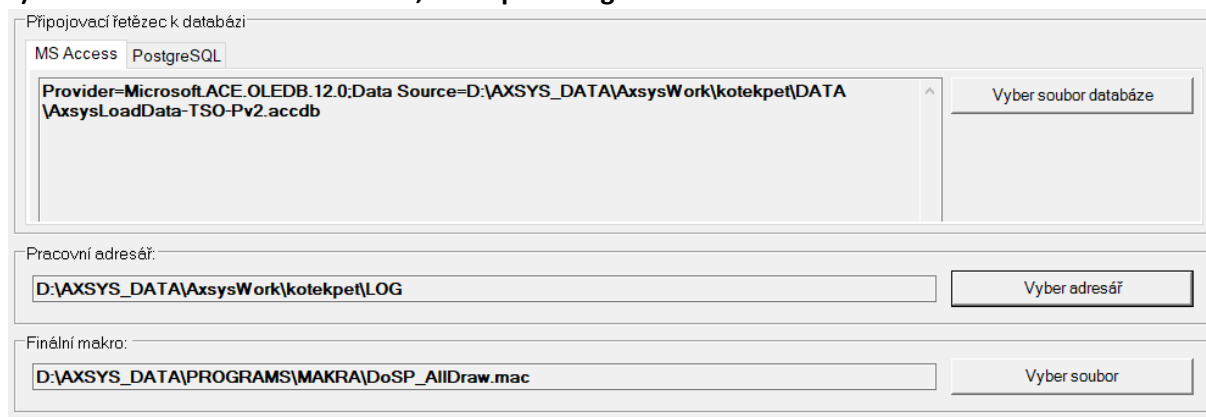 Připojovací řetězec k databázi
MS Access PostgreSQL
Provider=Microsoft.ACE.OLEDB.12.0;Data Source=D:\AXSYS_DATA\AxsysWork\kotekpet\DATA
\AxsysLoadData-TSO-Pv2.accdb
Vyber soubor databáze
Pracovní adresář:
D:\AXSYS_DATA\AxsysWork\kotekpet\LOG
Vyber adresář
Finální makro:
D:\AXSYS_DATA\PROGRAMS\MAKRA\DoSP_AllDraw.mac
Vyber soubor